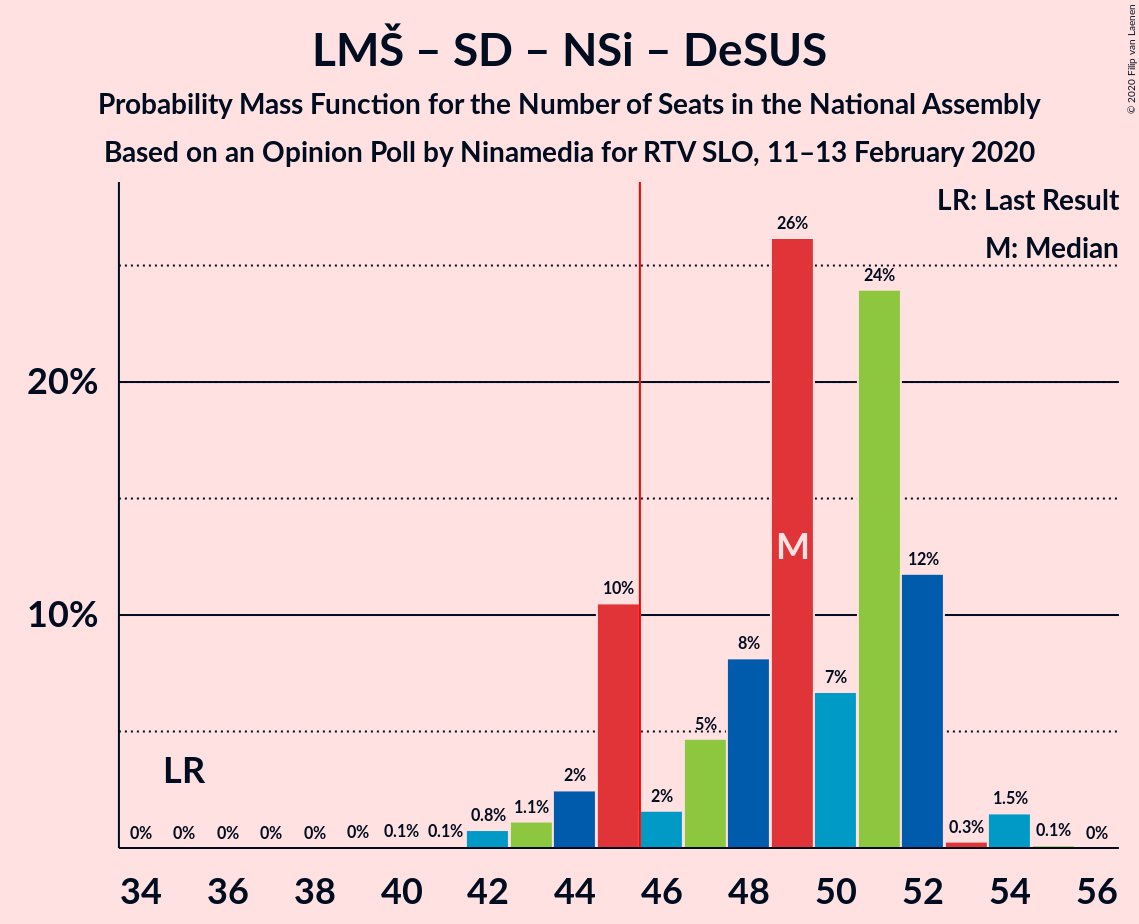 LMŠ – SD – NSi – DeSUS
Probability Mass Function for the Number of Seats in the National Assembly
Based on an Opinion Poll by Ninamedia for RTV SLO, 11–13 February 2020
© 2020 Filip van Laenen
LR: Last Result
M: Median
20%
10%
LR
M
0% 0% 0% 0% 0% 0% 0.1% 0.1% 0.8% 1.1% 2% 10% 2% 5% 8% 26% 7% 24% 12% 0.3% 1.5% 0.1% 0%
34 36 38 40 42 44 46 48 50 52 54 56